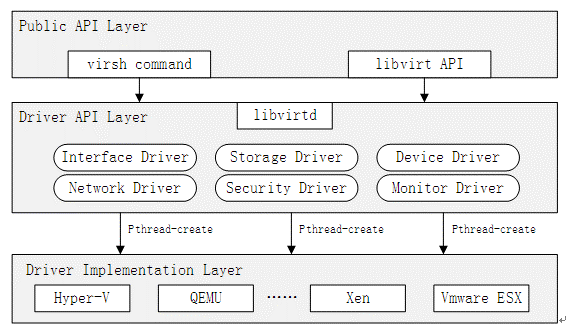 Public API Layer
virsh command libvirt API
libvirtd
Driver API Layer
Interface Driver Storage Driver Device Driver
Network Driver Security Driver Monitor Driver
Pthread-create Pthread-create Pthread-create
Driver Implementation Layer
Hyper-V QEMU …… Xen Vmware ESX